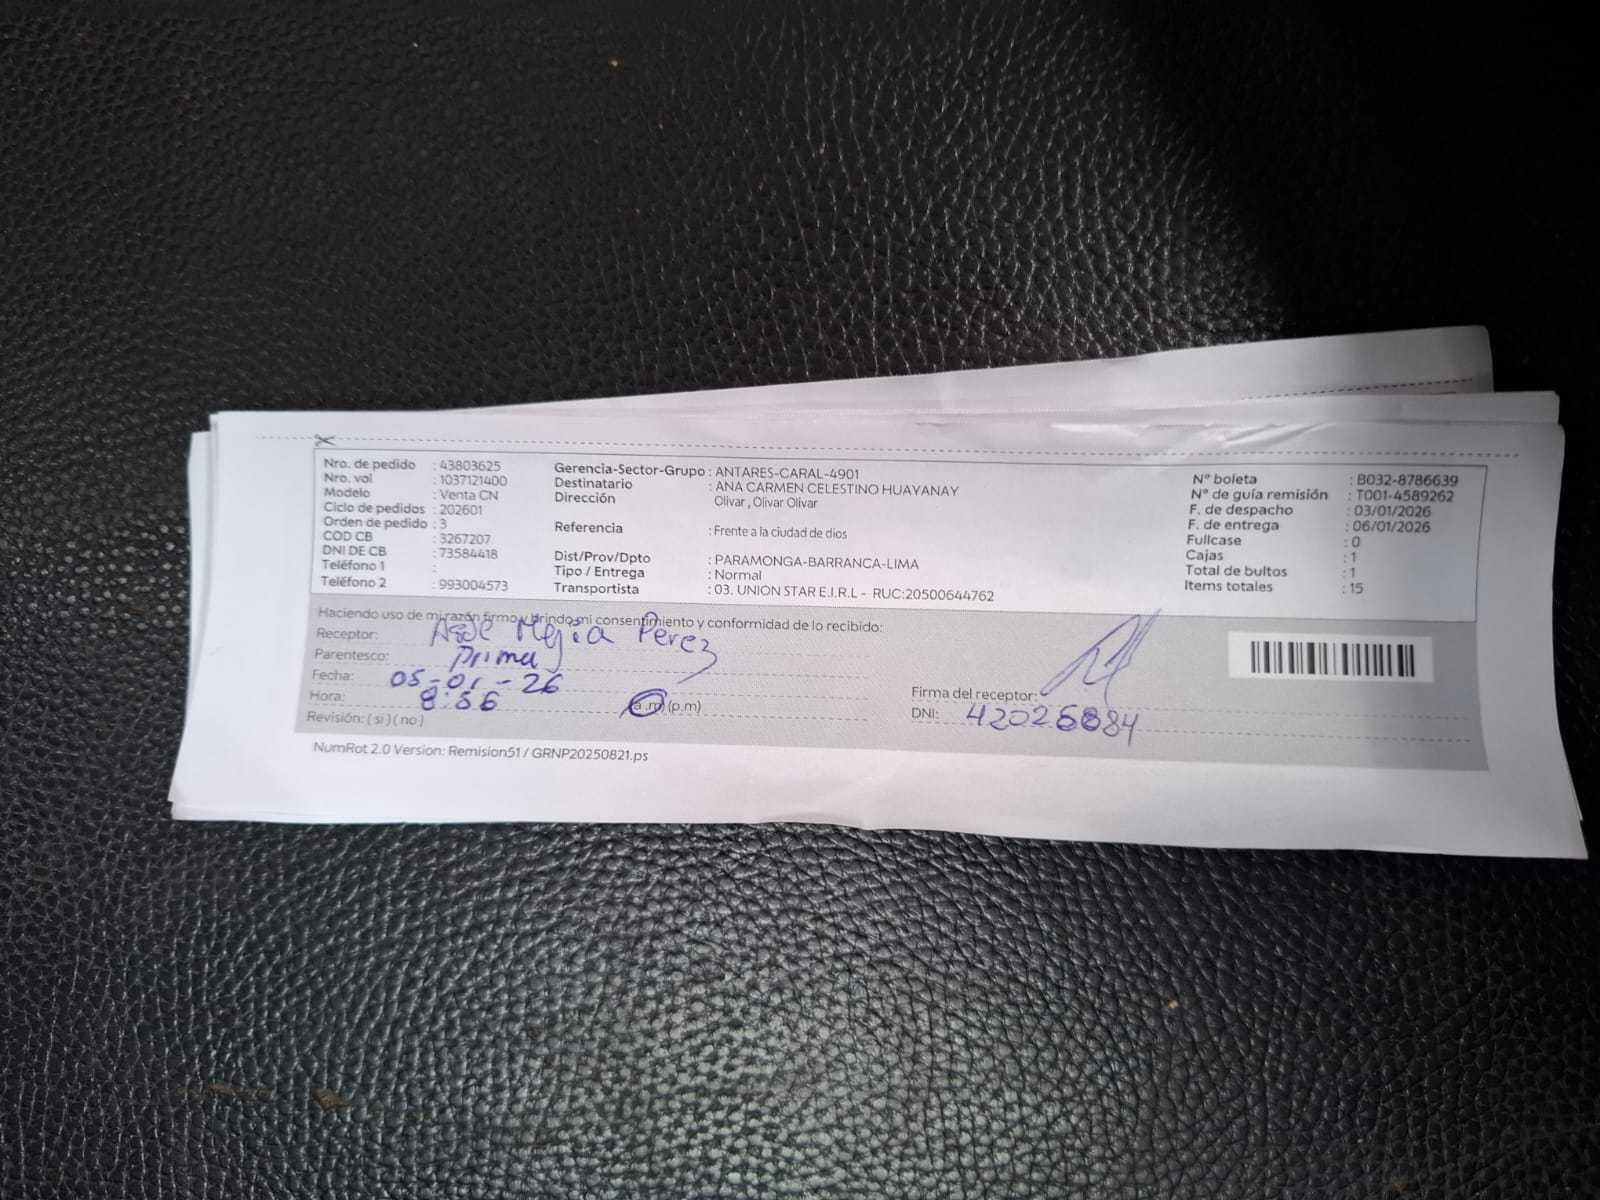 Nro. de pedido : 43803625
Nro. vol : 1037121400
Modelo : Venta CN
Ciclo de pedidos : 202601
Orden de pedido : 3
COD CB : 3267207
DNI DE CB : 73584418
Teléfono 1 :
Teléfono 2 : 993004573
Gerencia-Sector-Grupo : ANTARES-CARAL-4901
Destinatario : ANA CARMEN CELESTINO HUAYANAY
Dirección Olivar , Olivar Olivar
Referencia : Frente a la ciudad de dios
Dist/Prov/Dpto : PARAMONGA-BARRANCA-LIMA
Tipo / Entrega : Normal
Transportista : 03. UNION STAR E.I.R.L - RUC:20500644762
N° boleta : B032-8786639
N° de guía remisión : T001-4589262
F. de despacho : 03/01/2026
F. de entrega : 06/01/2026
Fullcase : 0
Cajas : 1
Total de bultos : 1
Items totales : 15
Haciendo uso de mi razón firmo y brindo mi consentimiento y conformidad de lo recibido:
Receptor: Mejia Perez
Parentesco: Prima
Fecha: 05-01-26
Hora: 8:56 (a.m) (p.m)
Revisión: ( si ) ( no )
Firma del receptor:
DNI:
NumRot 2.0 Version: Remision51 / GRNP20250821.ps